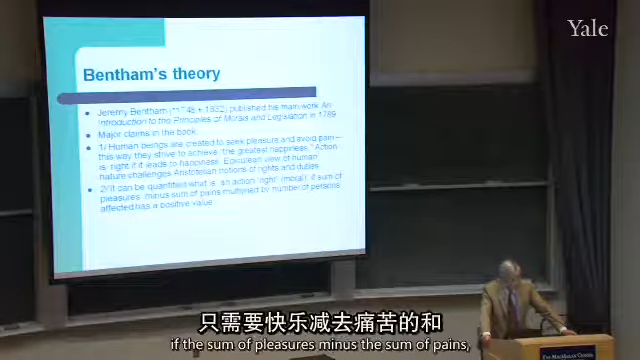 Yale
Bentham's theory
Jeremy Bentham 1832) published his main work An
Introduction to the Principles of Morals and Legislation in 1789
Major claims in the book:
1/ Human beings are created to seek pleasure and avoid pain –
this way they strive to achieve "the greatest happiness." Action
is right if it leads to happiness. Epicurean view of human
nature challenges Aristotelian notions of rights and duties
2/ It can be quantified what is an action "right" (moral): if sum of
pleasures minus sum of pains multiplied by number of persons
affected has a positive value
只需要快乐减去痛苦的和
if the sum of pleasures minus the sum of pains,